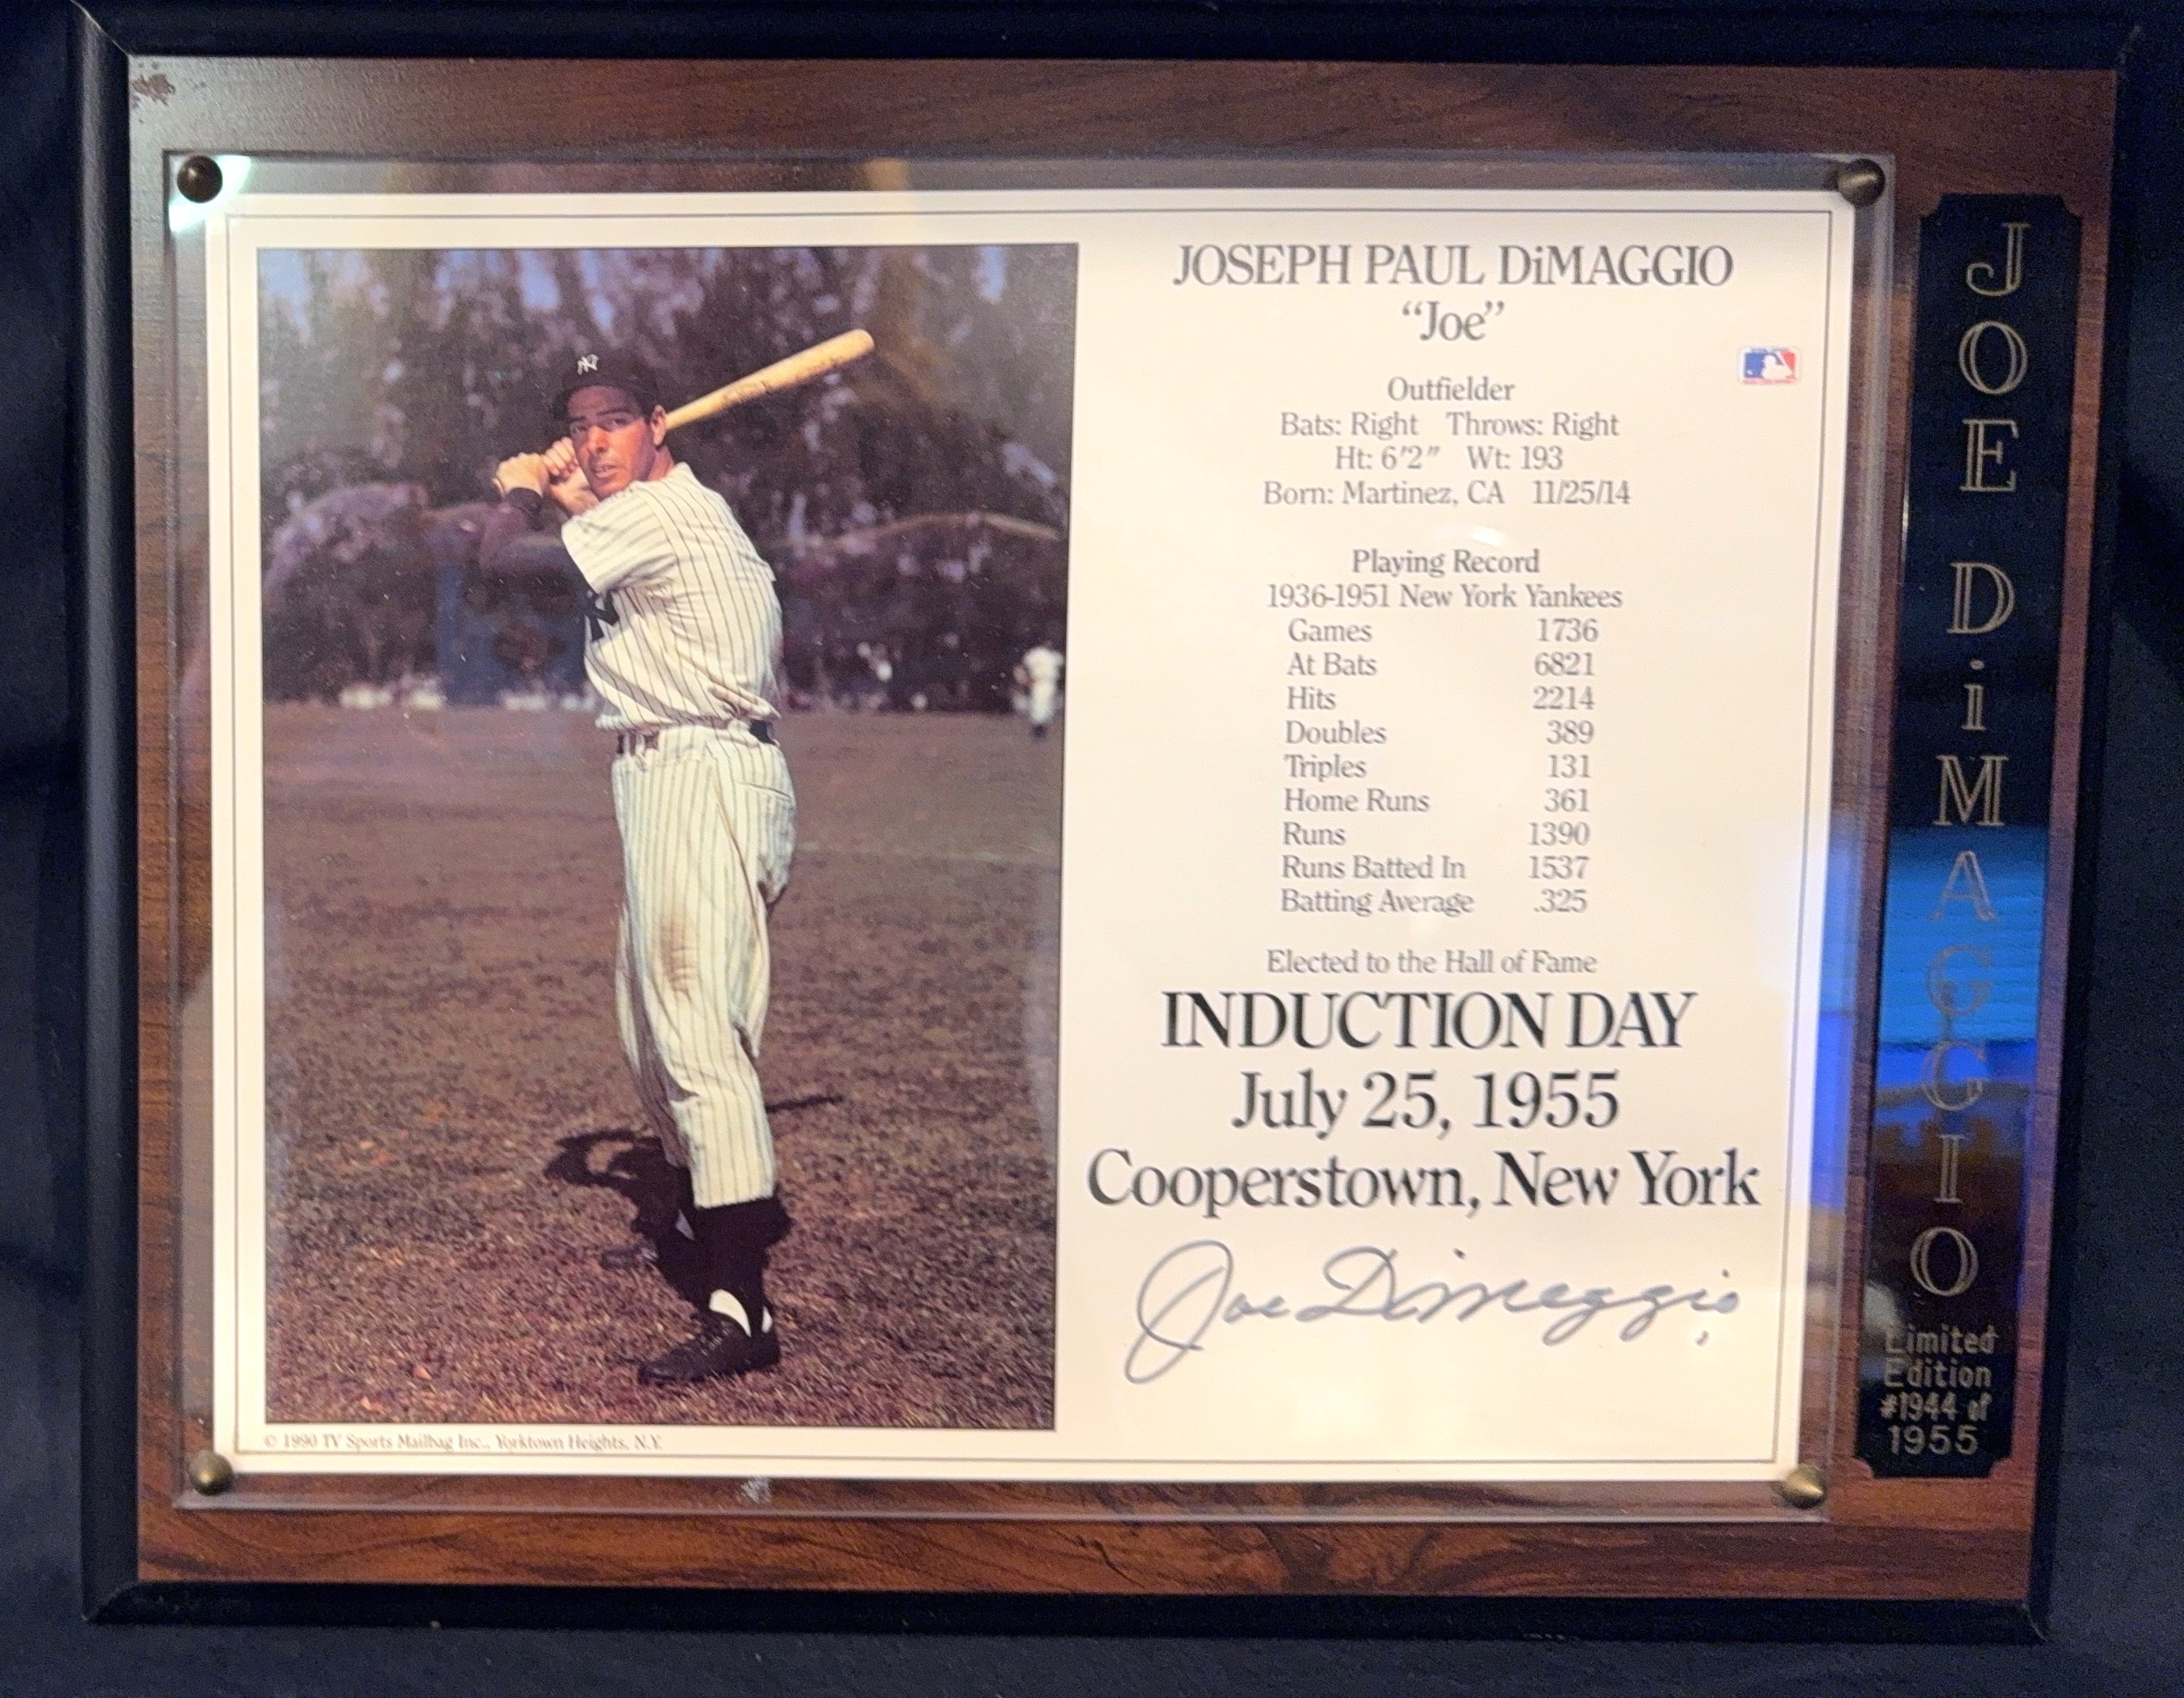 JOSEPH PAUL DiMAGGIO
“Joe”
Outfielder
Bats: Right Throws: Right
Ht: 6'2" Wt: 193
Born: Martinez, CA 11/25/14
Playing Record
1936-1951 New York Yankees
Games 1736
At Bats 6821
Hits 2214
Doubles 389
Triples 131
Home Runs 361
Runs 1390
Runs Batted In 1537
Batting Average .325
Elected to the Hall of Fame
INDUCTION DAY
July 25, 1955
Cooperstown, New York
Joe DiMaggio
© 1990 TV Sports Mailbag Inc., Yorktown Heights, N.Y.
NY
JOE DiMAGGIO
Limited
Edition
#1944 of
1955